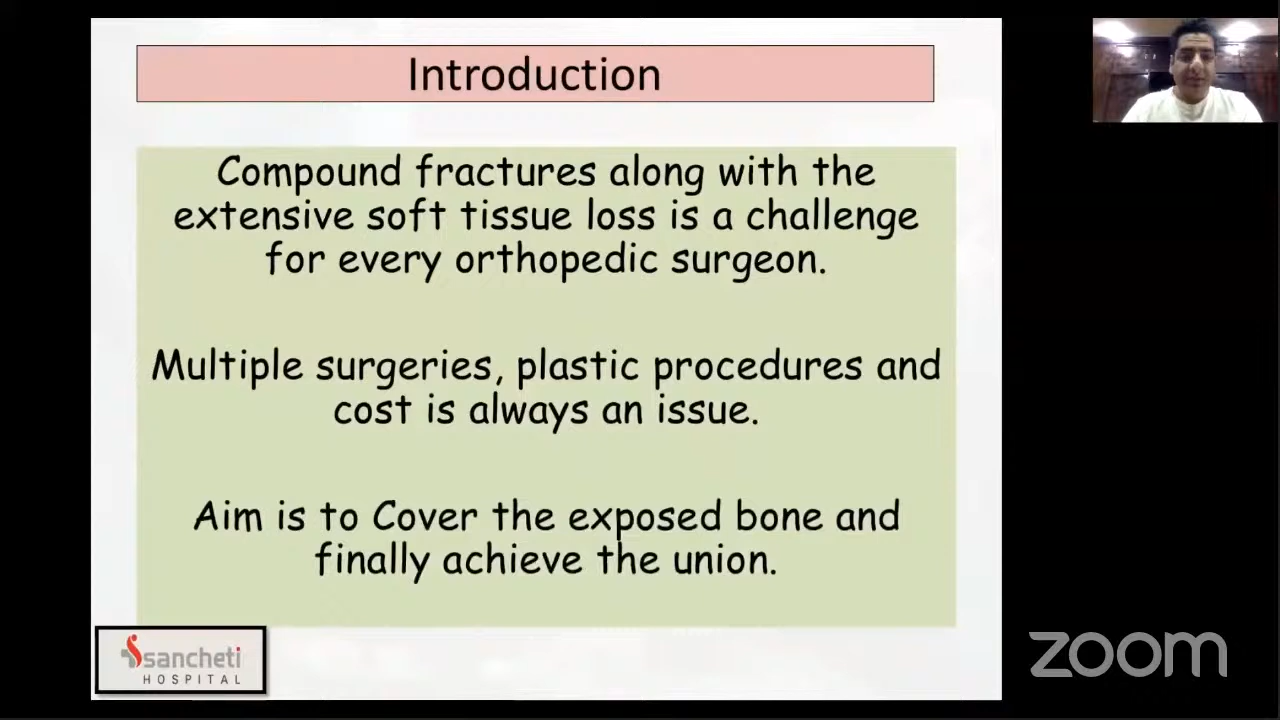 Introduction
Compound fractures along with the
extensive soft tissue loss is a challenge
for every orthopedic surgeon.
Multiple surgeries, plastic procedures and
cost is always an issue.
Aim is to Cover the exposed bone and
finally achieve the union.
sancheti
HOSPITAL
zoom